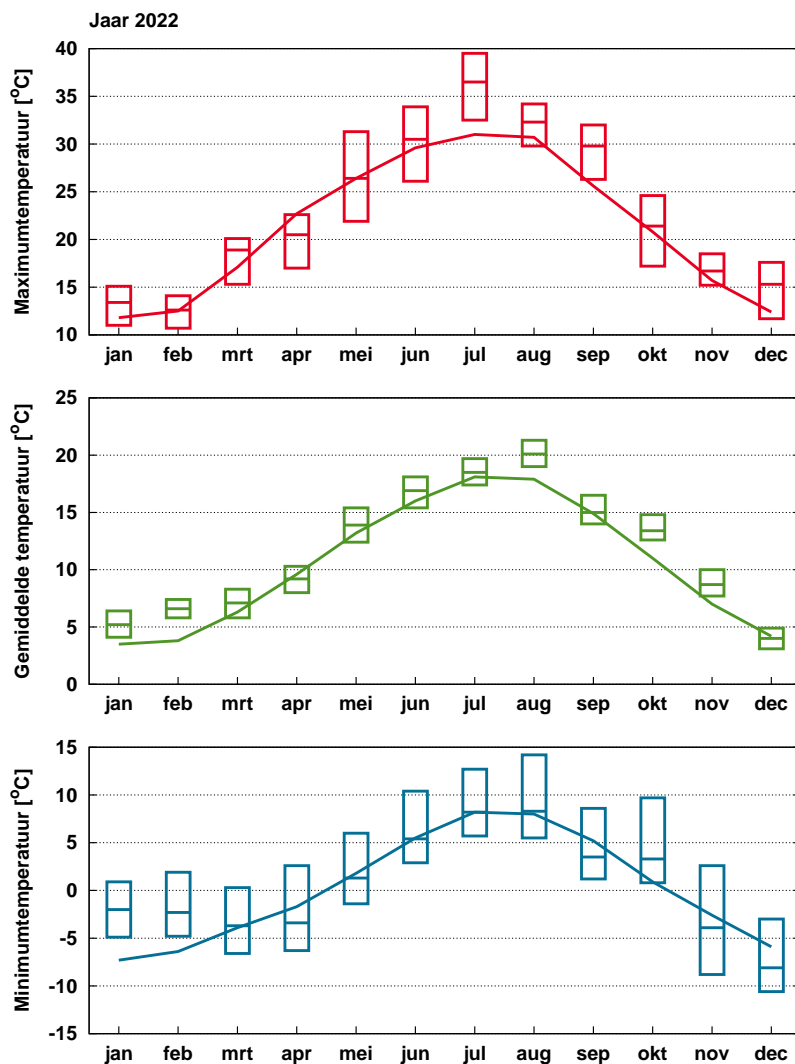 Jaar 2022
Maximumtemperatuur [°C]
40
35
30
25
20
15
10
jan feb mrt apr mei jun jul aug sep okt nov dec
Gemiddelde temperatuur [°C]
25
20
15
10
5
0
jan feb mrt apr mei jun jul aug sep okt nov dec
Minimumtemperatuur [°C]
15
10
5
0
-5
-10
-15
jan feb mrt apr mei jun jul aug sep okt nov dec